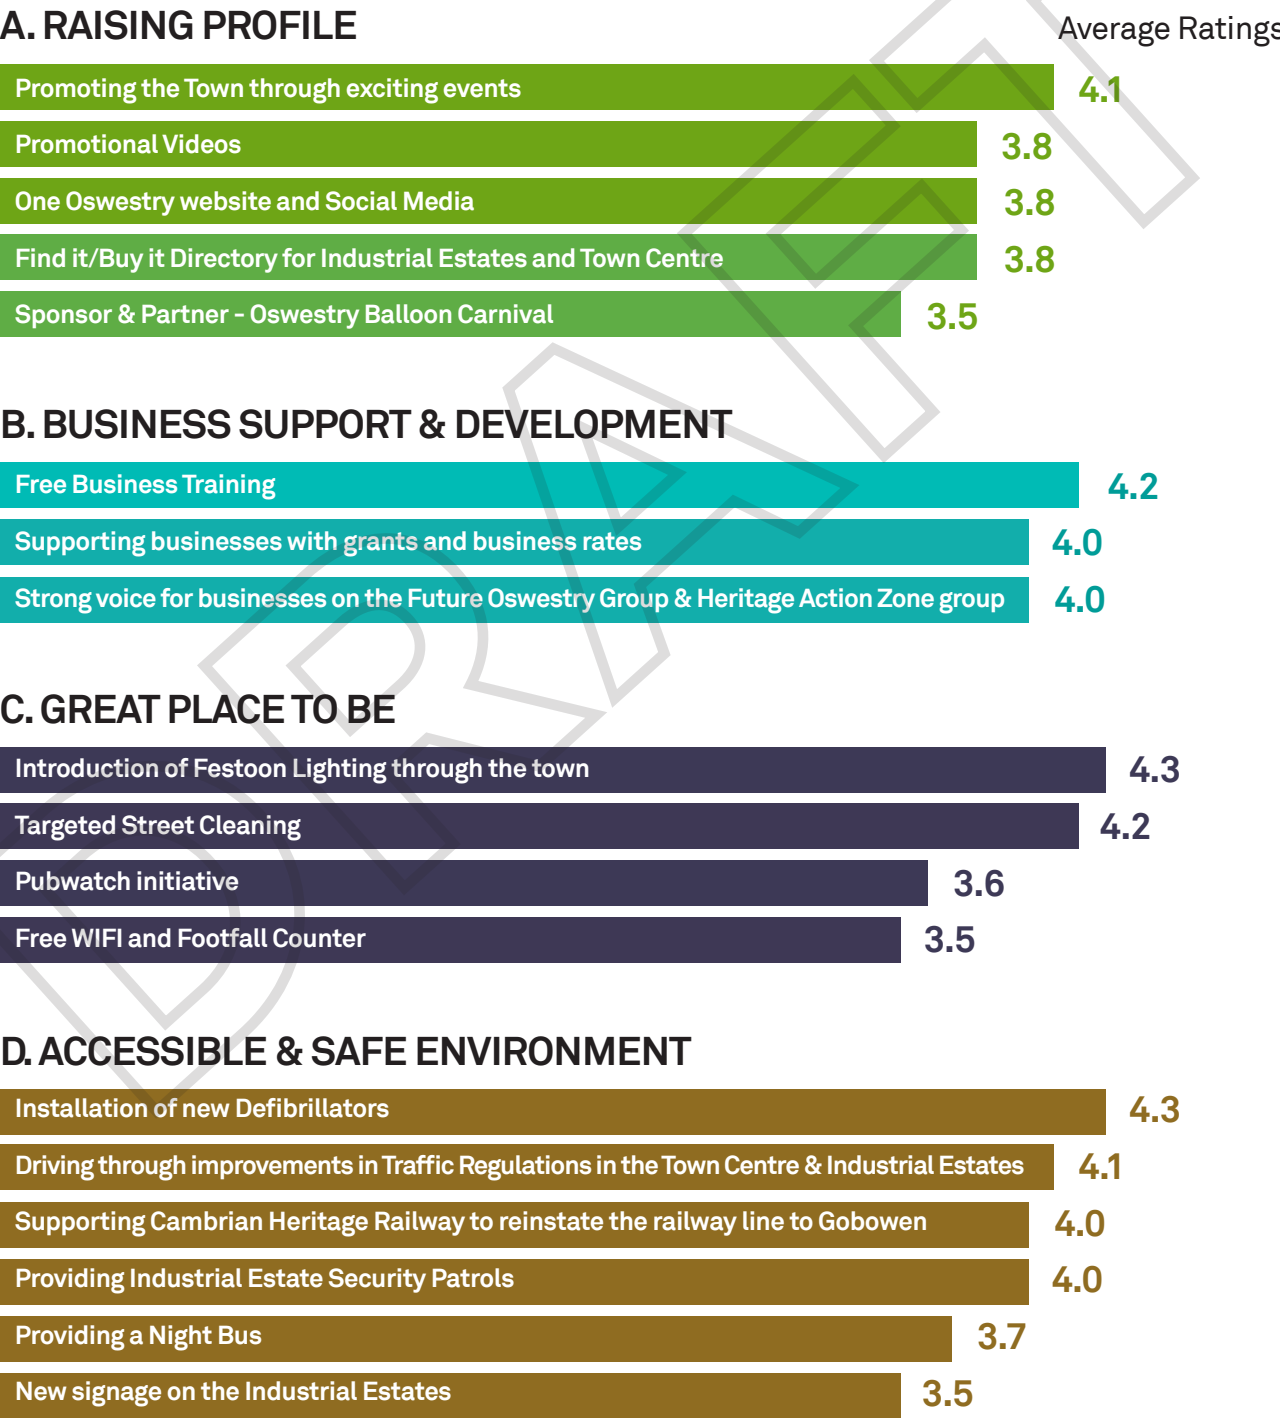 A. RAISING PROFILE
Average Ratings
Promoting the Town through exciting events 4.1
Promotional Videos 3.8
One Oswestry website and Social Media 3.8
Find it/Buy it Directory for Industrial Estates and Town Centre 3.8
Sponsor & Partner - Oswestry Balloon Carnival 3.5
B. BUSINESS SUPPORT & DEVELOPMENT
Free Business Training 4.2
Supporting businesses with grants and business rates 4.0
Strong voice for businesses on the Future Oswestry Group & Heritage Action Zone group 4.0
C. GREAT PLACE TO BE
Introduction of Festoon Lighting through the town 4.3
Targeted Street Cleaning 4.2
Pubwatch initiative 3.6
Free WIFI and Footfall Counter 3.5
D. ACCESSIBLE & SAFE ENVIRONMENT
Installation of new Defibrillators 4.3
Driving through improvements in Traffic Regulations in the Town Centre & Industrial Estates 4.1
Supporting Cambrian Heritage Railway to reinstate the railway line to Gobowen 4.0
Providing Industrial Estate Security Patrols 4.0
Providing a Night Bus 3.7
New signage on the Industrial Estates 3.5
DRAFT